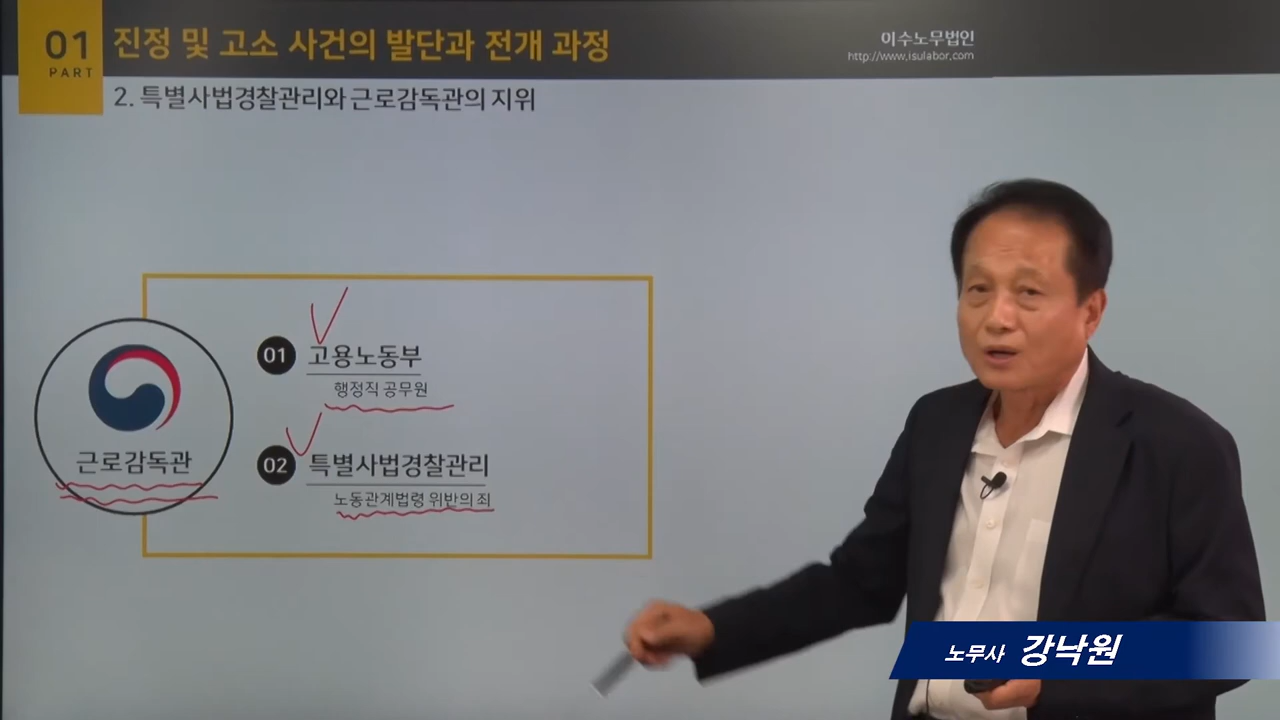 01
PART
진정 및 고소 사건의 발단과 전개 과정
이수노무법인
http://www.isulabor.com
2. 특별사법경찰관리와 근로감독관의 지위
근로감독관
01 고용노동부
행정직 공무원
02 특별사법경찰관리
노동관계법령 위반의 죄
노무사 강낙원